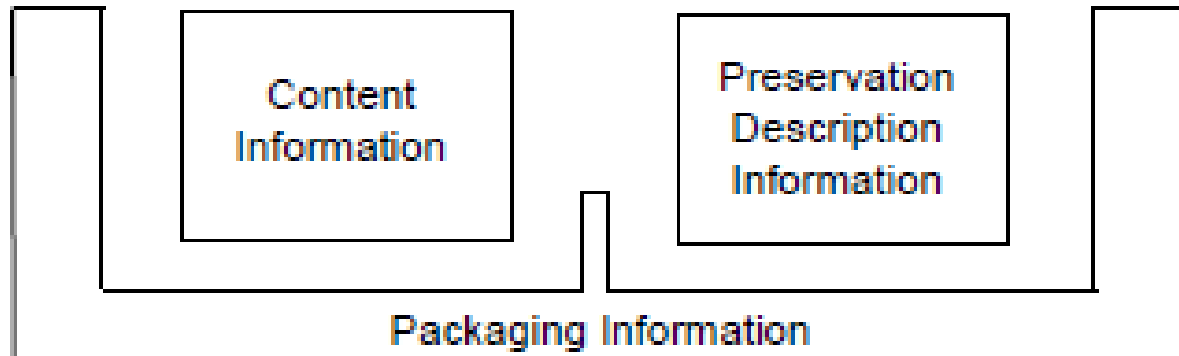 Content
Information
Preservation
Description
Information
Packaging Information